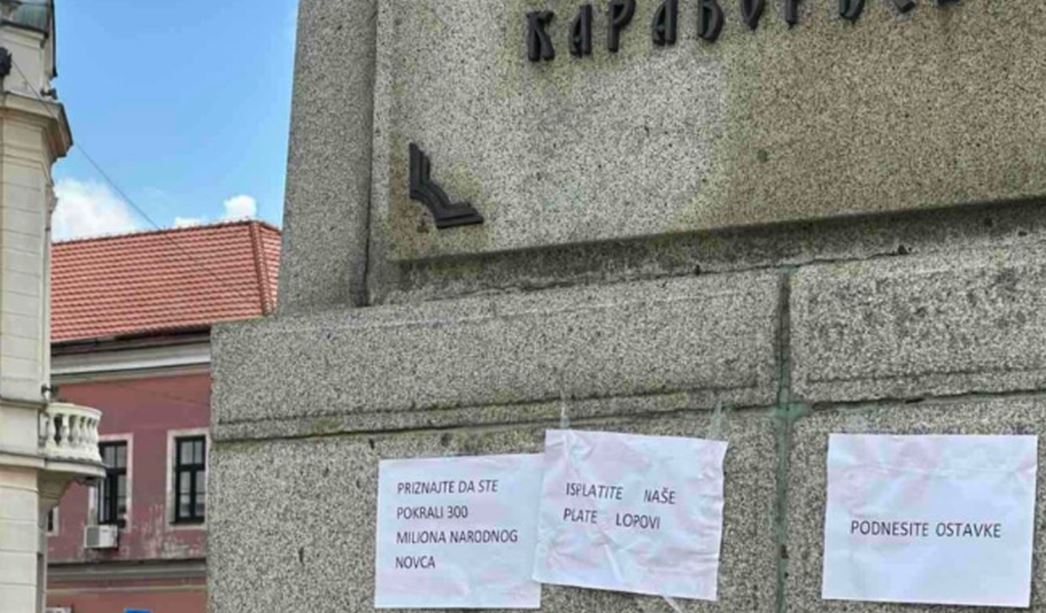 КАРАЂОРЂЕ
PRIZNAJTE DA STE
POKRALI 300
MILIONA NARODNOG
NOVCA
ISPLATITE NAŠE
PLATE LOPOVI
PODNESITE OSTAVKE